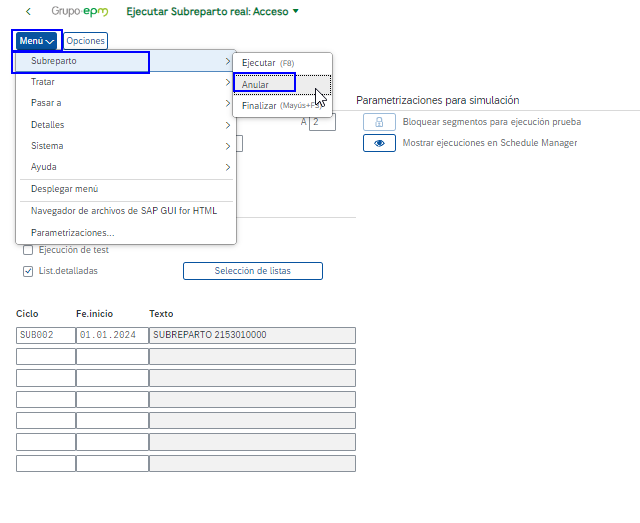 Grupo·epm
Ejecutar Subreparto real: Acceso
Menú
Opciones
Subreparto
Tratar
Pasar a
Detalles
Sistema
Ayuda
Desplegar menú
Navegador de archivos de SAP GUI for HTML
Parametrizaciones...
Ejecutar (F8)
Anular
Finalizar (Mayús+F3)
A 2
Parametrizaciones para simulación
Bloquear segmentos para ejecución prueba
Mostrar ejecuciones en Schedule Manager
Ejecución de test
List.detalladas
Selección de listas
Ciclo Fe.inicio Texto
SUB002 01.01.2024 SUBREPARTO 2153010000